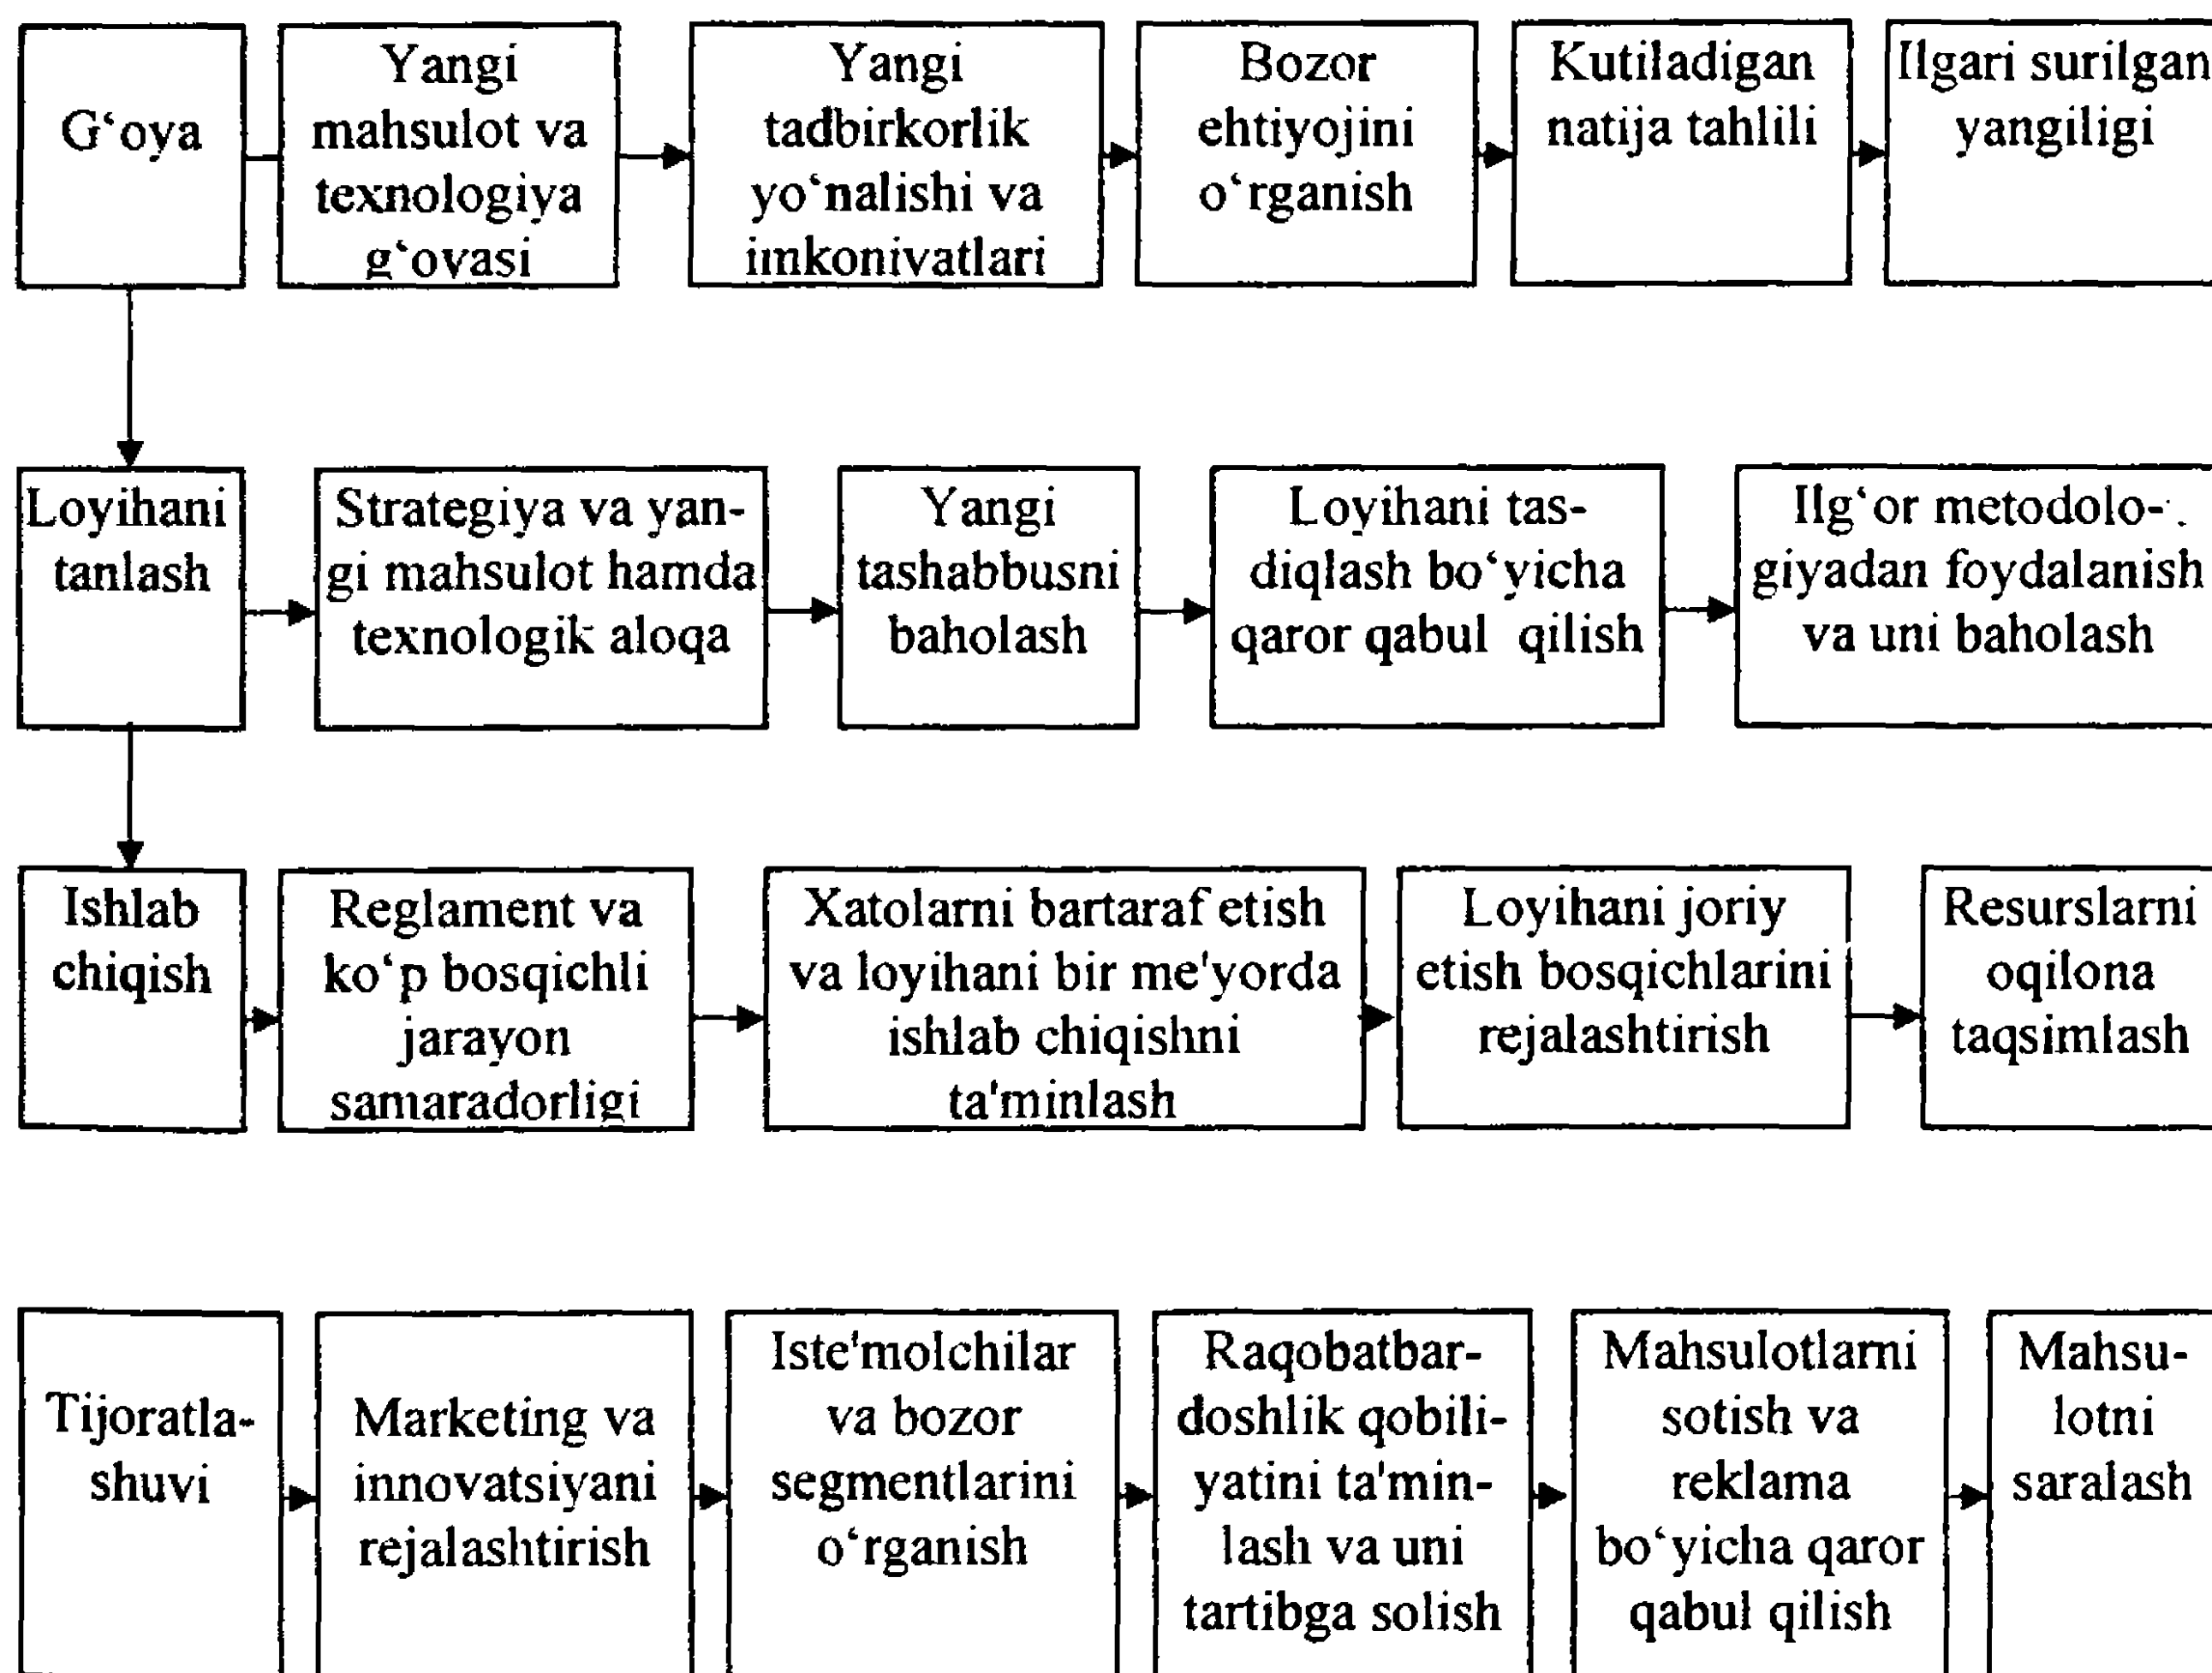 G‘oya
Yangi
mahsulot va
texnologiya
g‘oyasi
Yangi
tadbirkorlik
yo‘nalishi va
imkoniyatlari
Bozor
ehtiyojini
o‘rganish
Kutiladigan
natija tahlili
Ilgari surilgan
yangiligi
Loyihani
tanlash
Strategiya va yan-
gi mahsulot hamda
texnologik aloqa
Yangi
tashabbusni
baholash
Loyihani tas-
diqlash bo‘yicha
qaror qabul qilish
Ilg‘or metodolo-
giyadan foydalanish
va uni baholash
Ishlab
chiqish
Reglament va
ko‘p bosqichli
jarayon
samaradorligi
Xatolarni bartaraf etish
va loyihani bir me'yorda
ishlab chiqishni
ta'minlash
Loyihani joriy
etish bosqichlarini
rejalashtirish
Resurslarni
oqilona
taqsimlash
Tijoratla-
shuvi
Marketing va
innovatsiyani
rejalashtirish
Iste'molchilar
va bozor
segmentlarini
o‘rganish
Raqobatbar-
doshlik qobili-
yatini ta'min-
lash va uni
tartibga solish
Mahsulotlarni
sotish va
reklama
bo‘yicha qaror
qabul qilish
Mahsu-
lotni
saralash